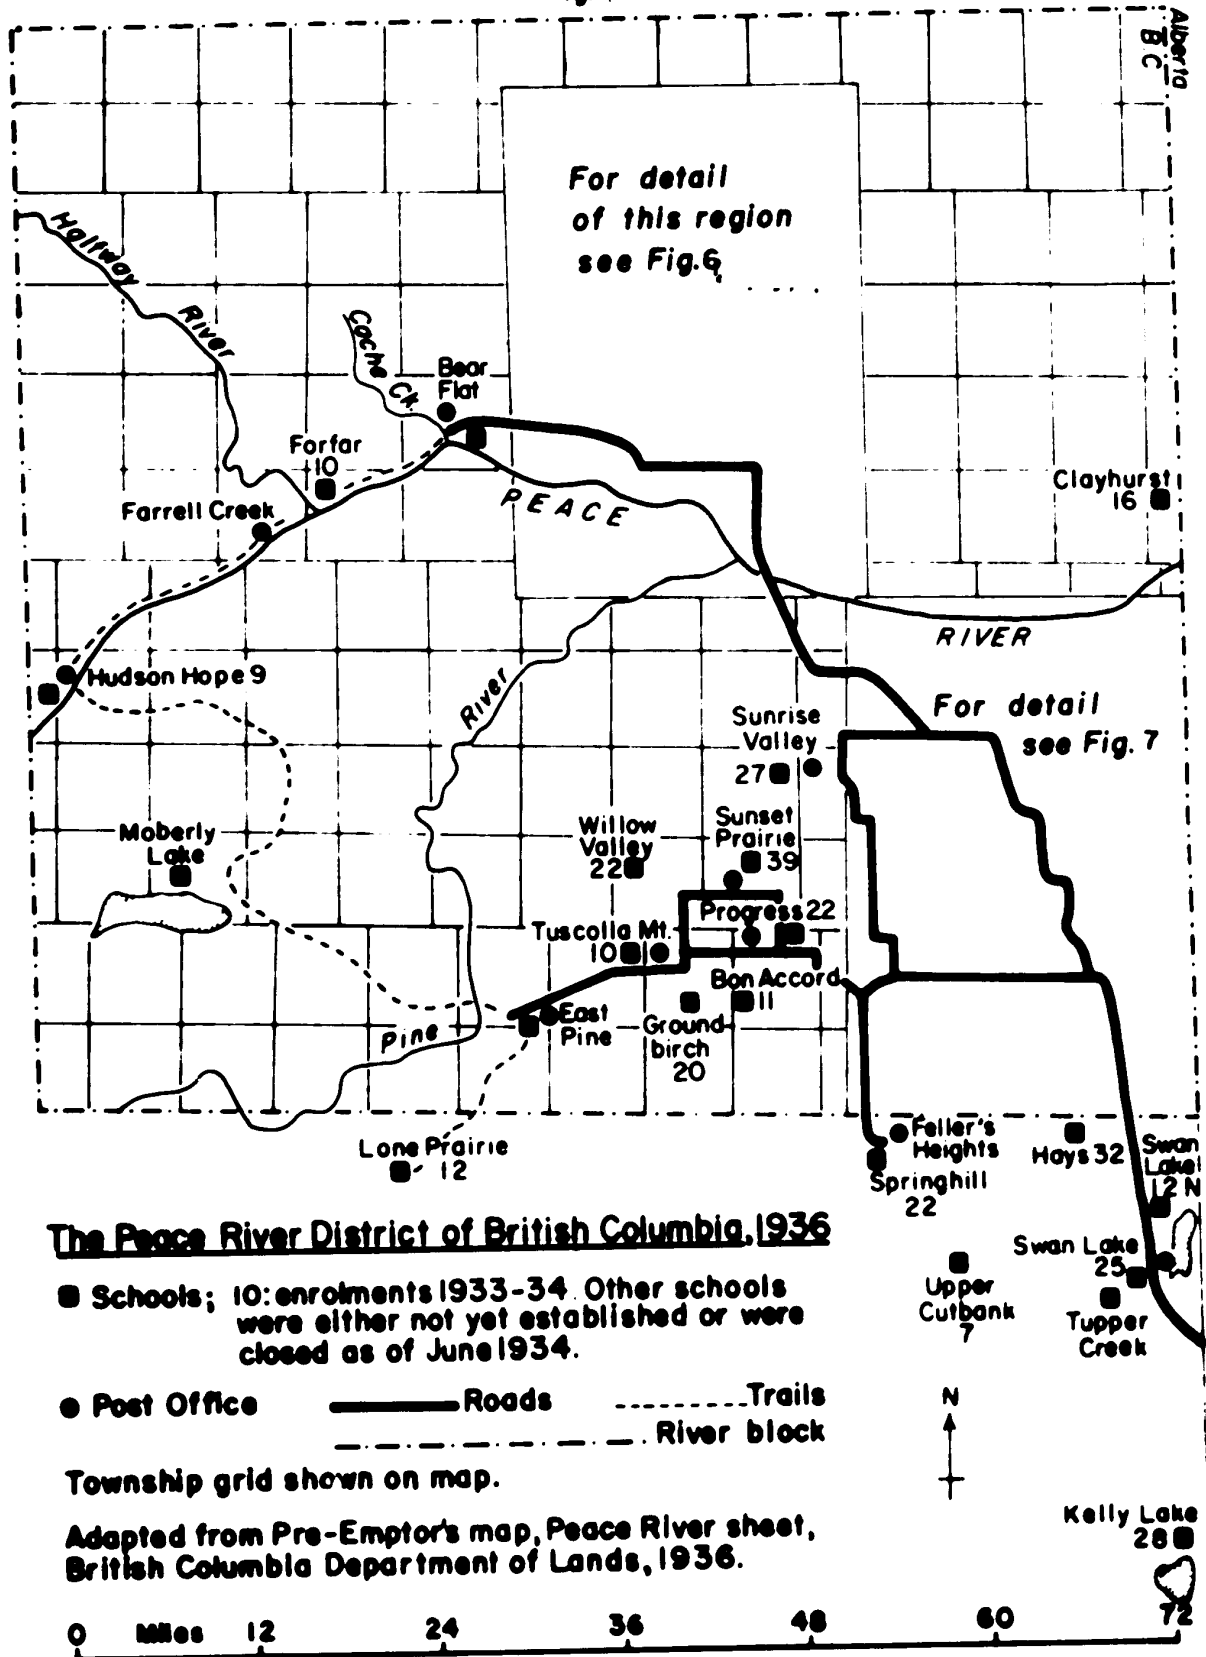 Alberta
B C
For detail
of this region
see Fig.6
Halfway
River
Cache Ck.
Bear
Flat
Forfar
10
Farrell Creek
PEACE
Clayhurst
16
RIVER
Hudson Hope 9
River
For detail
see Fig. 7
Sunrise
Valley
27
Moberly
Lake
Willow
Valley
22
Sunset
Prairie
39
Progress 22
Tuscolla Mt.
10
Bon Accord
11
East
Pine
Ground
birch
20
Pine
Lone Prairie
12
Feller's
Heights
Springhill
22
Hays 32
Swan
Lake
12 N
Swan Lake
25
Upper
Cutbank
7
Tupper
Creek
The Peace River District of British Columbia, 1936
Schools; 10: enrolments 1933-34. Other schools
were either not yet established or were
closed as of June 1934.
Post Office
Roads
Trails
River block
Township grid shown on map.
Adapted from Pre-Emptor's map, Peace River sheet,
British Columbia Department of Lands, 1936.
N
Kelly Lake
28
0 Miles 12 24 36 48 60 72